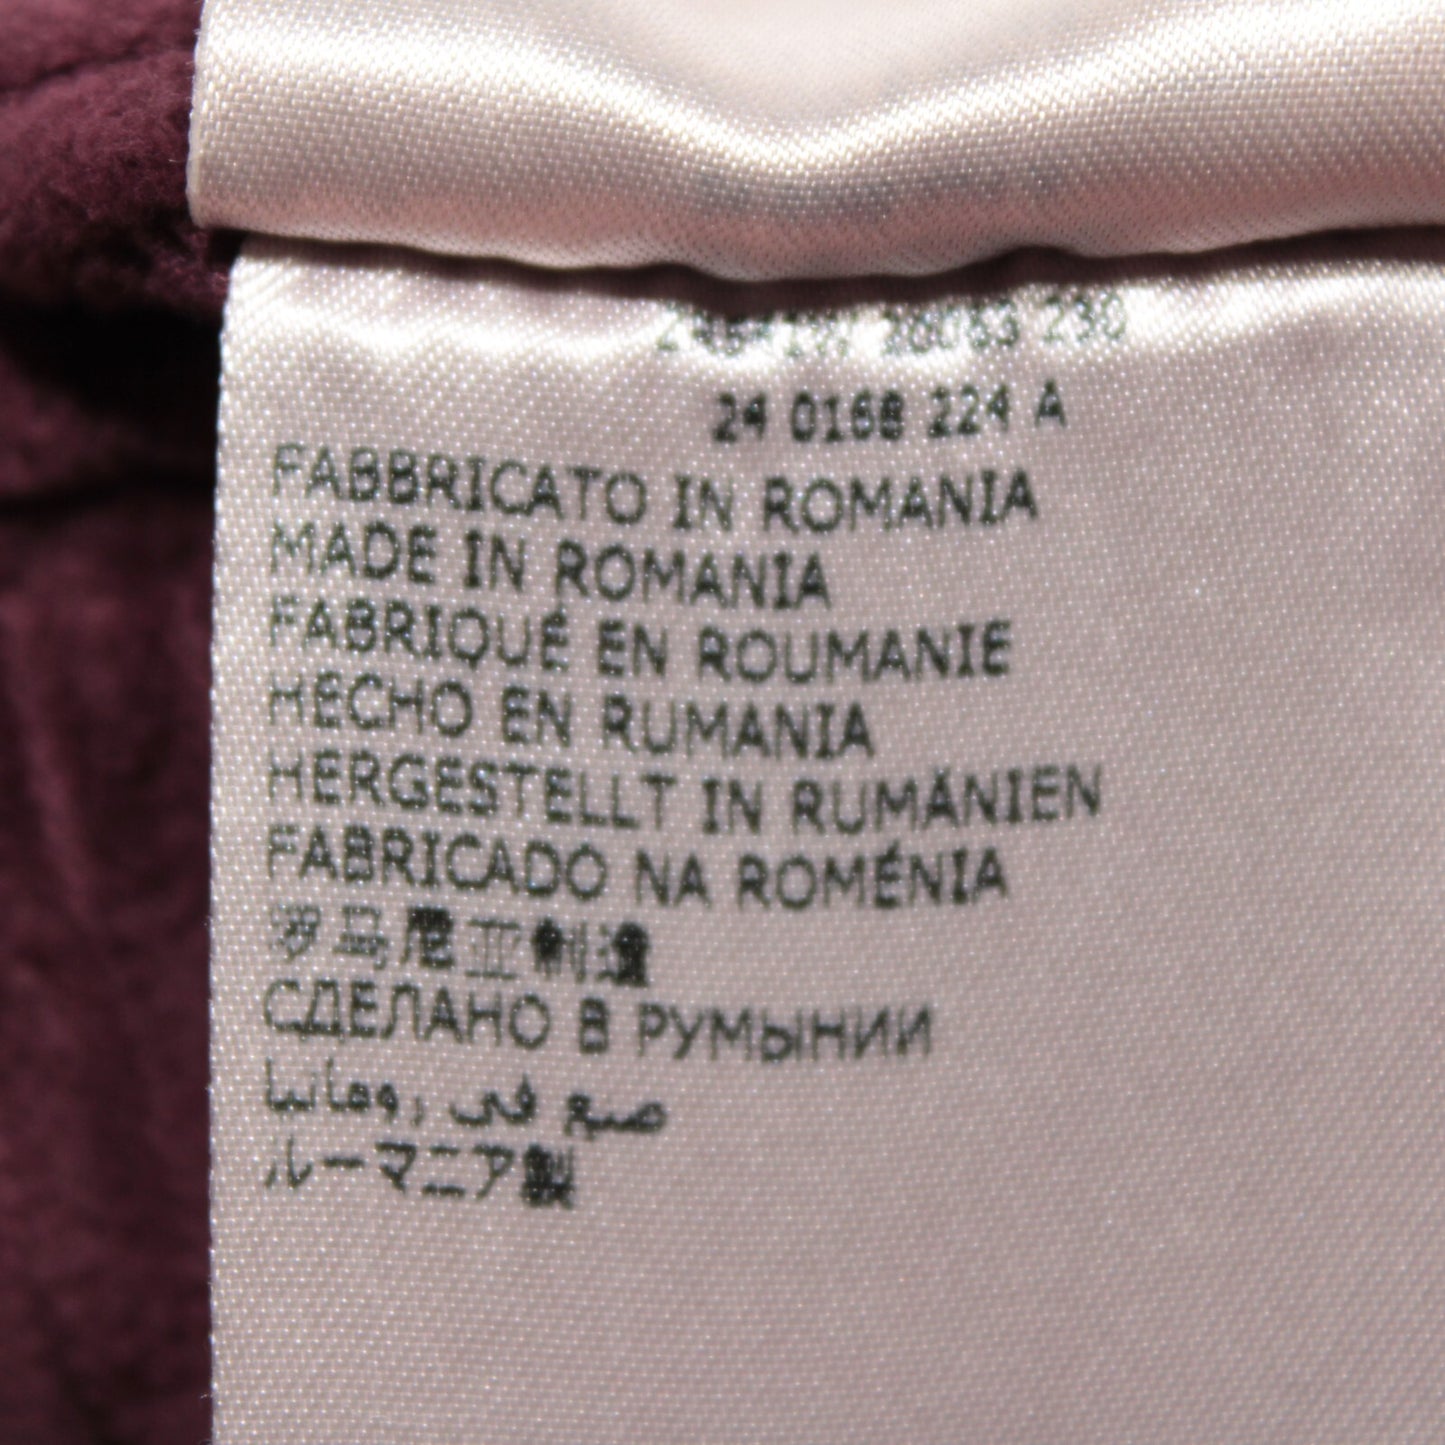 20083 230
24 0168 224 A
FABBRICATO IN ROMANIA
MADE IN ROMANIA
FABRIQUÉ EN ROUMANIE
HECHO EN RUMANIA
HERGESTELLT IN RUMÄNIEN
FABRICADO NA ROMÉNIA
罗马尼亚制造
СДЕЛАНО В РУМЫНИИ
صنع في رومانيا
ルーマニア製